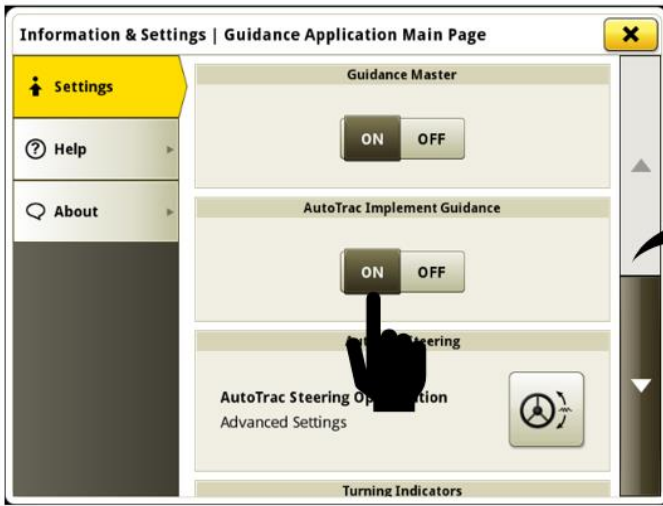 Information & Settings | Guidance Application Main Page
Settings
Help
About
Guidance Master
ON OFF
AutoTrac Implement Guidance
ON OFF
AutoTrac Steering Op
Advanced Settings
Turning Indicators